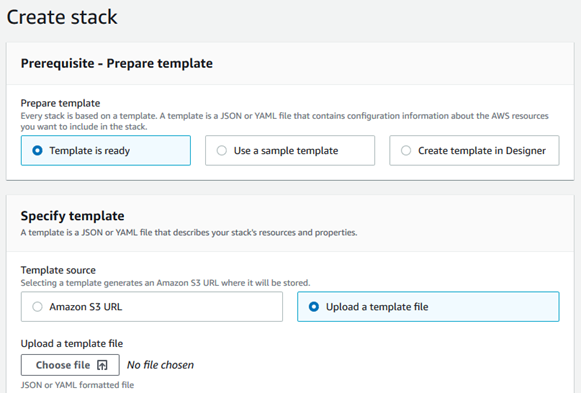 Create stack
Prerequisite - Prepare template
Prepare template
Every stack is based on a template. A template is a JSON or YAML file that contains configuration information about the AWS resources
you want to include in the stack.
Template is ready
Use a sample template
Create template in Designer
Specify template
A template is a JSON or YAML file that describes your stack's resources and properties.
Template source
Selecting a template generates an Amazon S3 URL where it will be stored.
Amazon S3 URL
Upload a template file
Upload a template file
Choose file
No file chosen
JSON or YAML formatted file